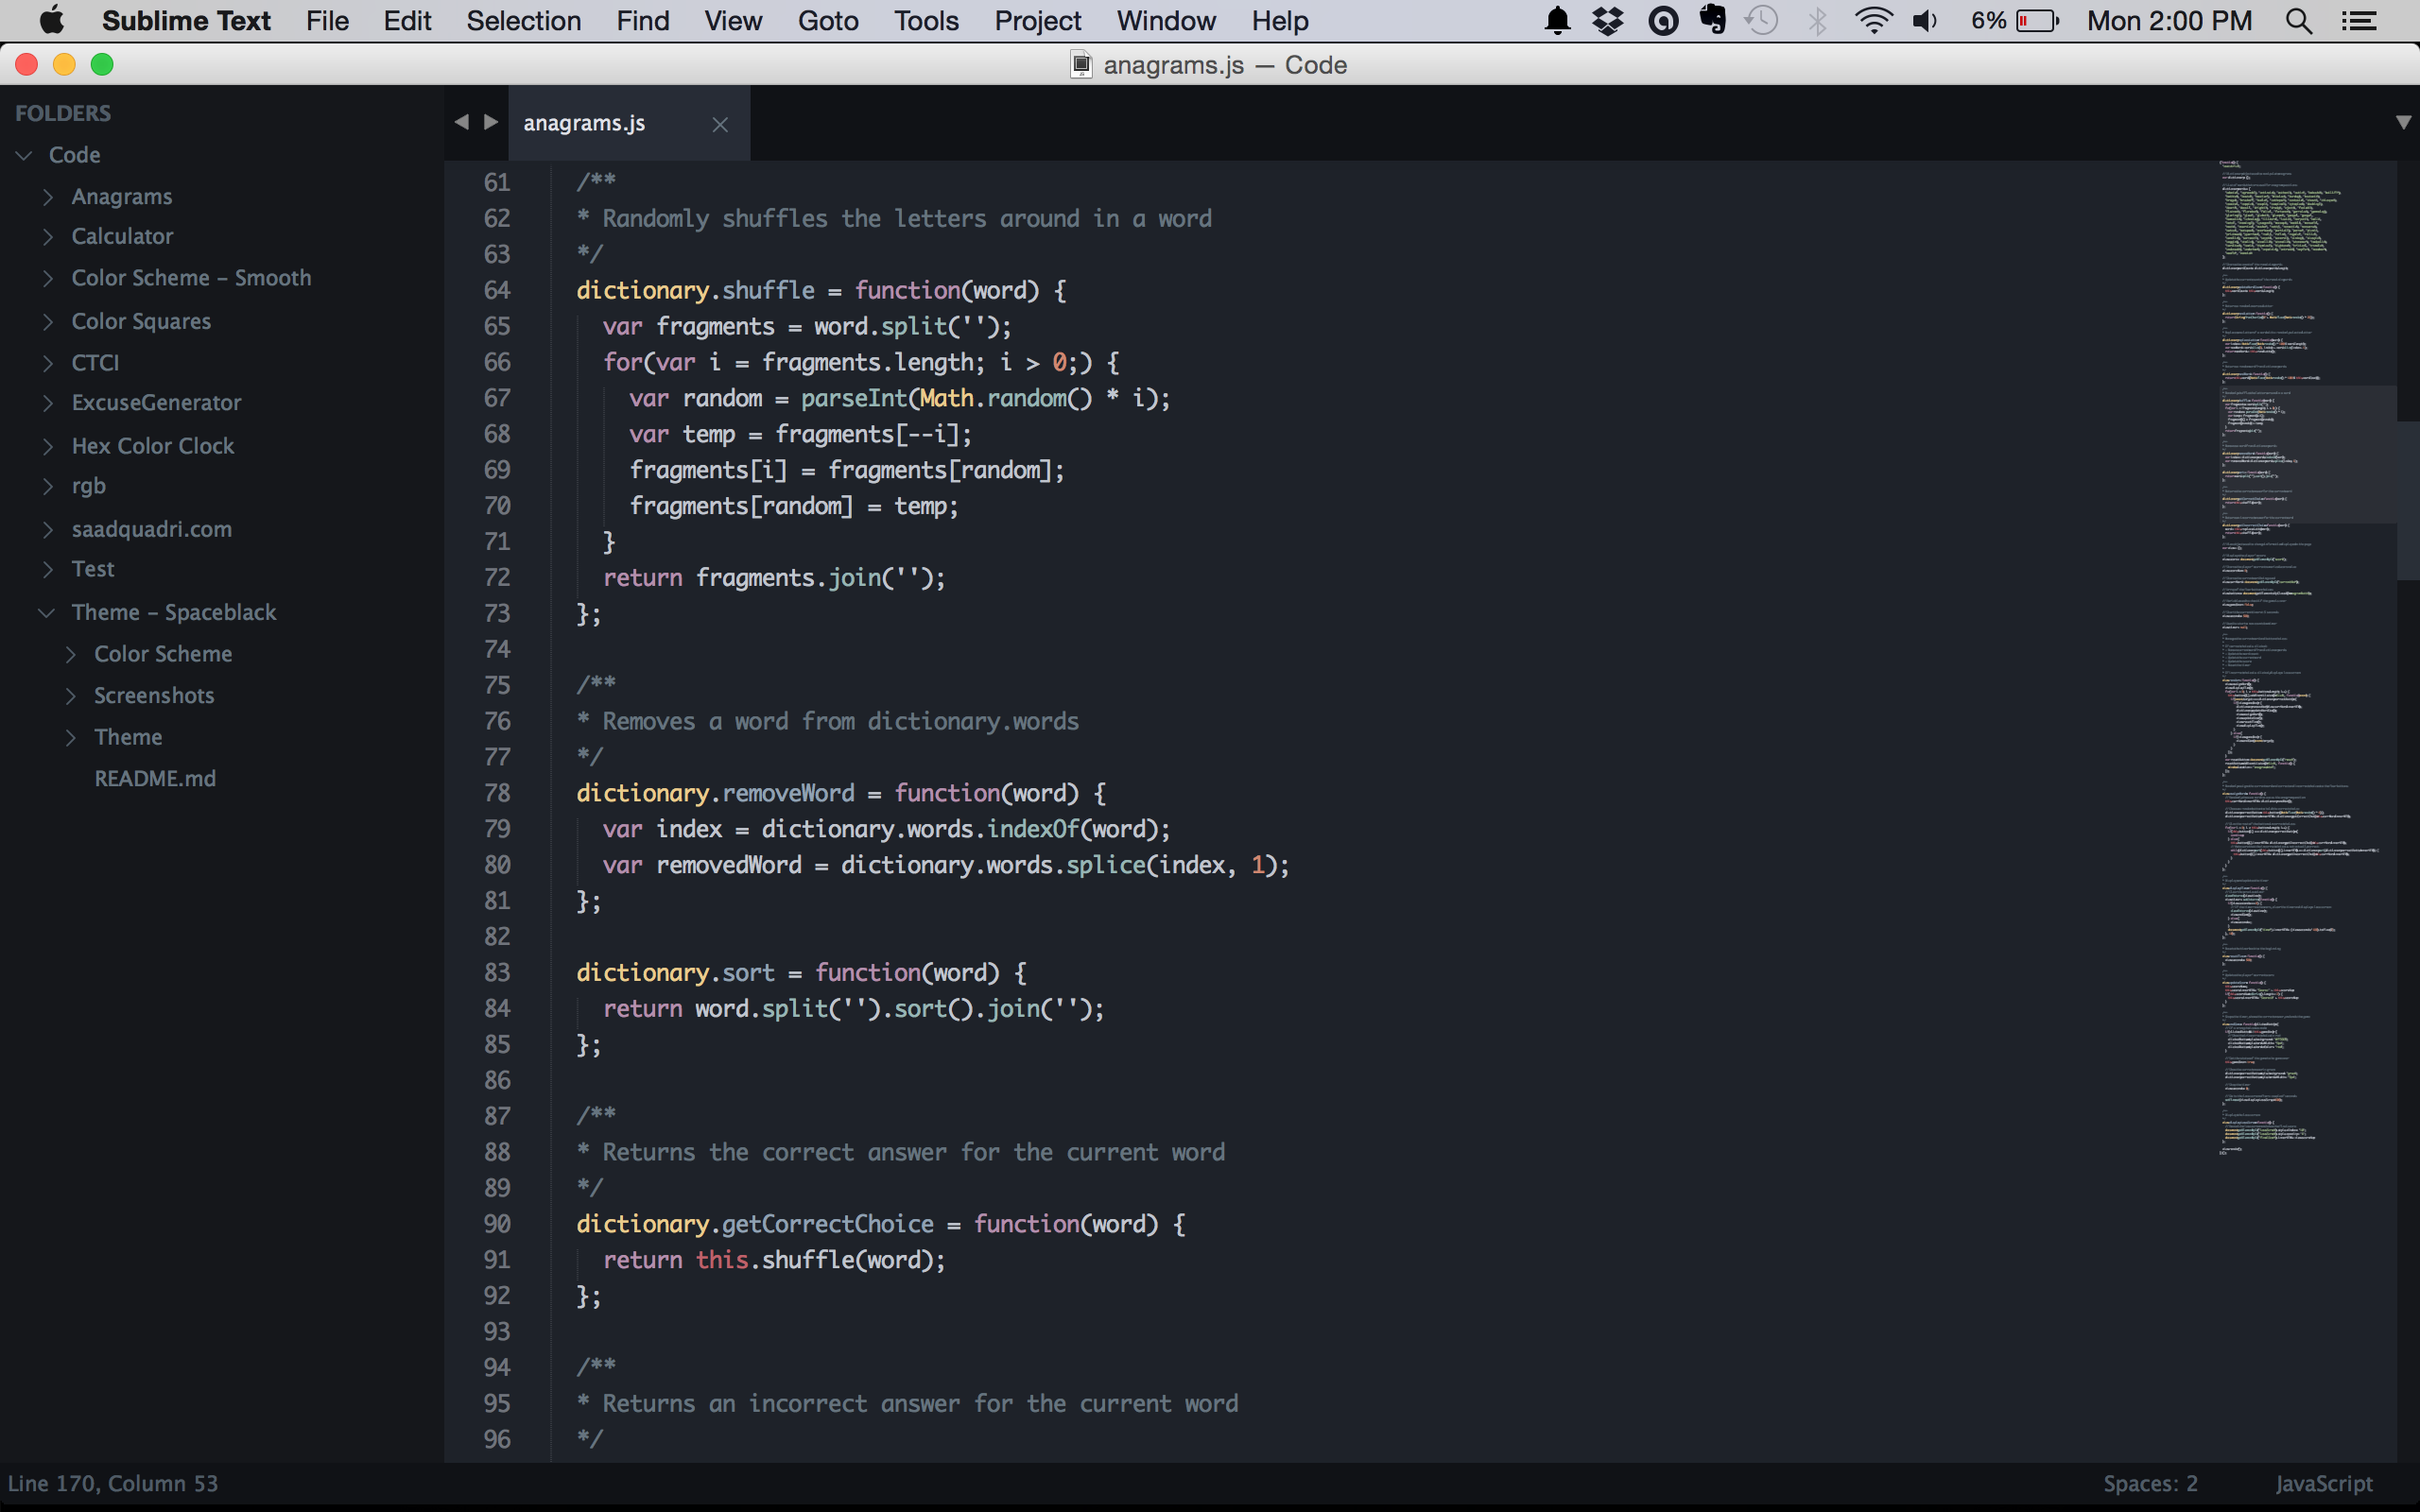 Sublime Text File Edit Selection Find View Goto Tools Project Window Help 6% Mon 2:00 PM
anagrams.js — Code
FOLDERS
Code
Anagrams
Calculator
Color Scheme - Smooth
Color Squares
CTCI
ExcuseGenerator
Hex Color Clock
rgb
saadquadri.com
Test
Theme - Spaceblack
Color Scheme
Screenshots
Theme
README.md
anagrams.js
61 /**
62 * Randomly shuffles the letters around in a word
63 */
64 dictionary.shuffle = function(word) {
65 var fragments = word.split('');
66 for(var i = fragments.length; i > 0;) {
67 var random = parseInt(Math.random() * i);
68 var temp = fragments[--i];
69 fragments[i] = fragments[random];
70 fragments[random] = temp;
71 }
72 return fragments.join('');
73 };
74
75 /**
76 * Removes a word from dictionary.words
77 */
78 dictionary.removeWord = function(word) {
79 var index = dictionary.words.indexOf(word);
80 var removedWord = dictionary.words.splice(index, 1);
81 };
82
83 dictionary.sort = function(word) {
84 return word.split('').sort().join('');
85 };
86
87 /**
88 * Returns the correct answer for the current word
89 */
90 dictionary.getCorrectChoice = function(word) {
91 return this.shuffle(word);
92 };
93
94 /**
95 * Returns an incorrect answer for the current word
96 */
Line 170, Column 53
Spaces: 2
JavaScript